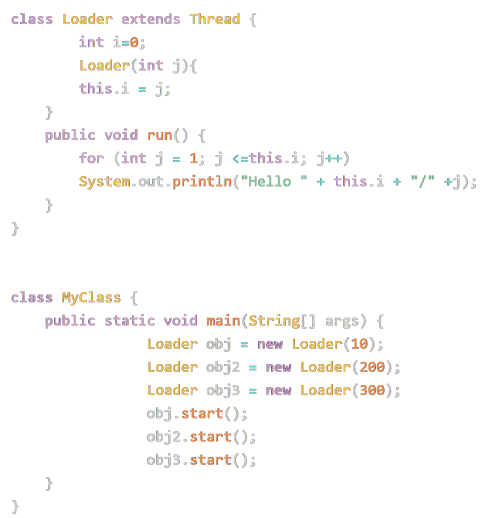 class Loader extends Thread {
int i=0;
Loader(int j){
this.i = j;
}
public void run() {
for (int j = 1; j <=this.i; j++)
System.out.println("Hello " + this.i + "/" +j);
}
}
class MyClass {
public static void main(String[] args) {
Loader obj = new Loader(10);
Loader obj2 = new Loader(200);
Loader obj3 = new Loader(300);
obj.start();
obj2.start();
obj3.start();
}
}